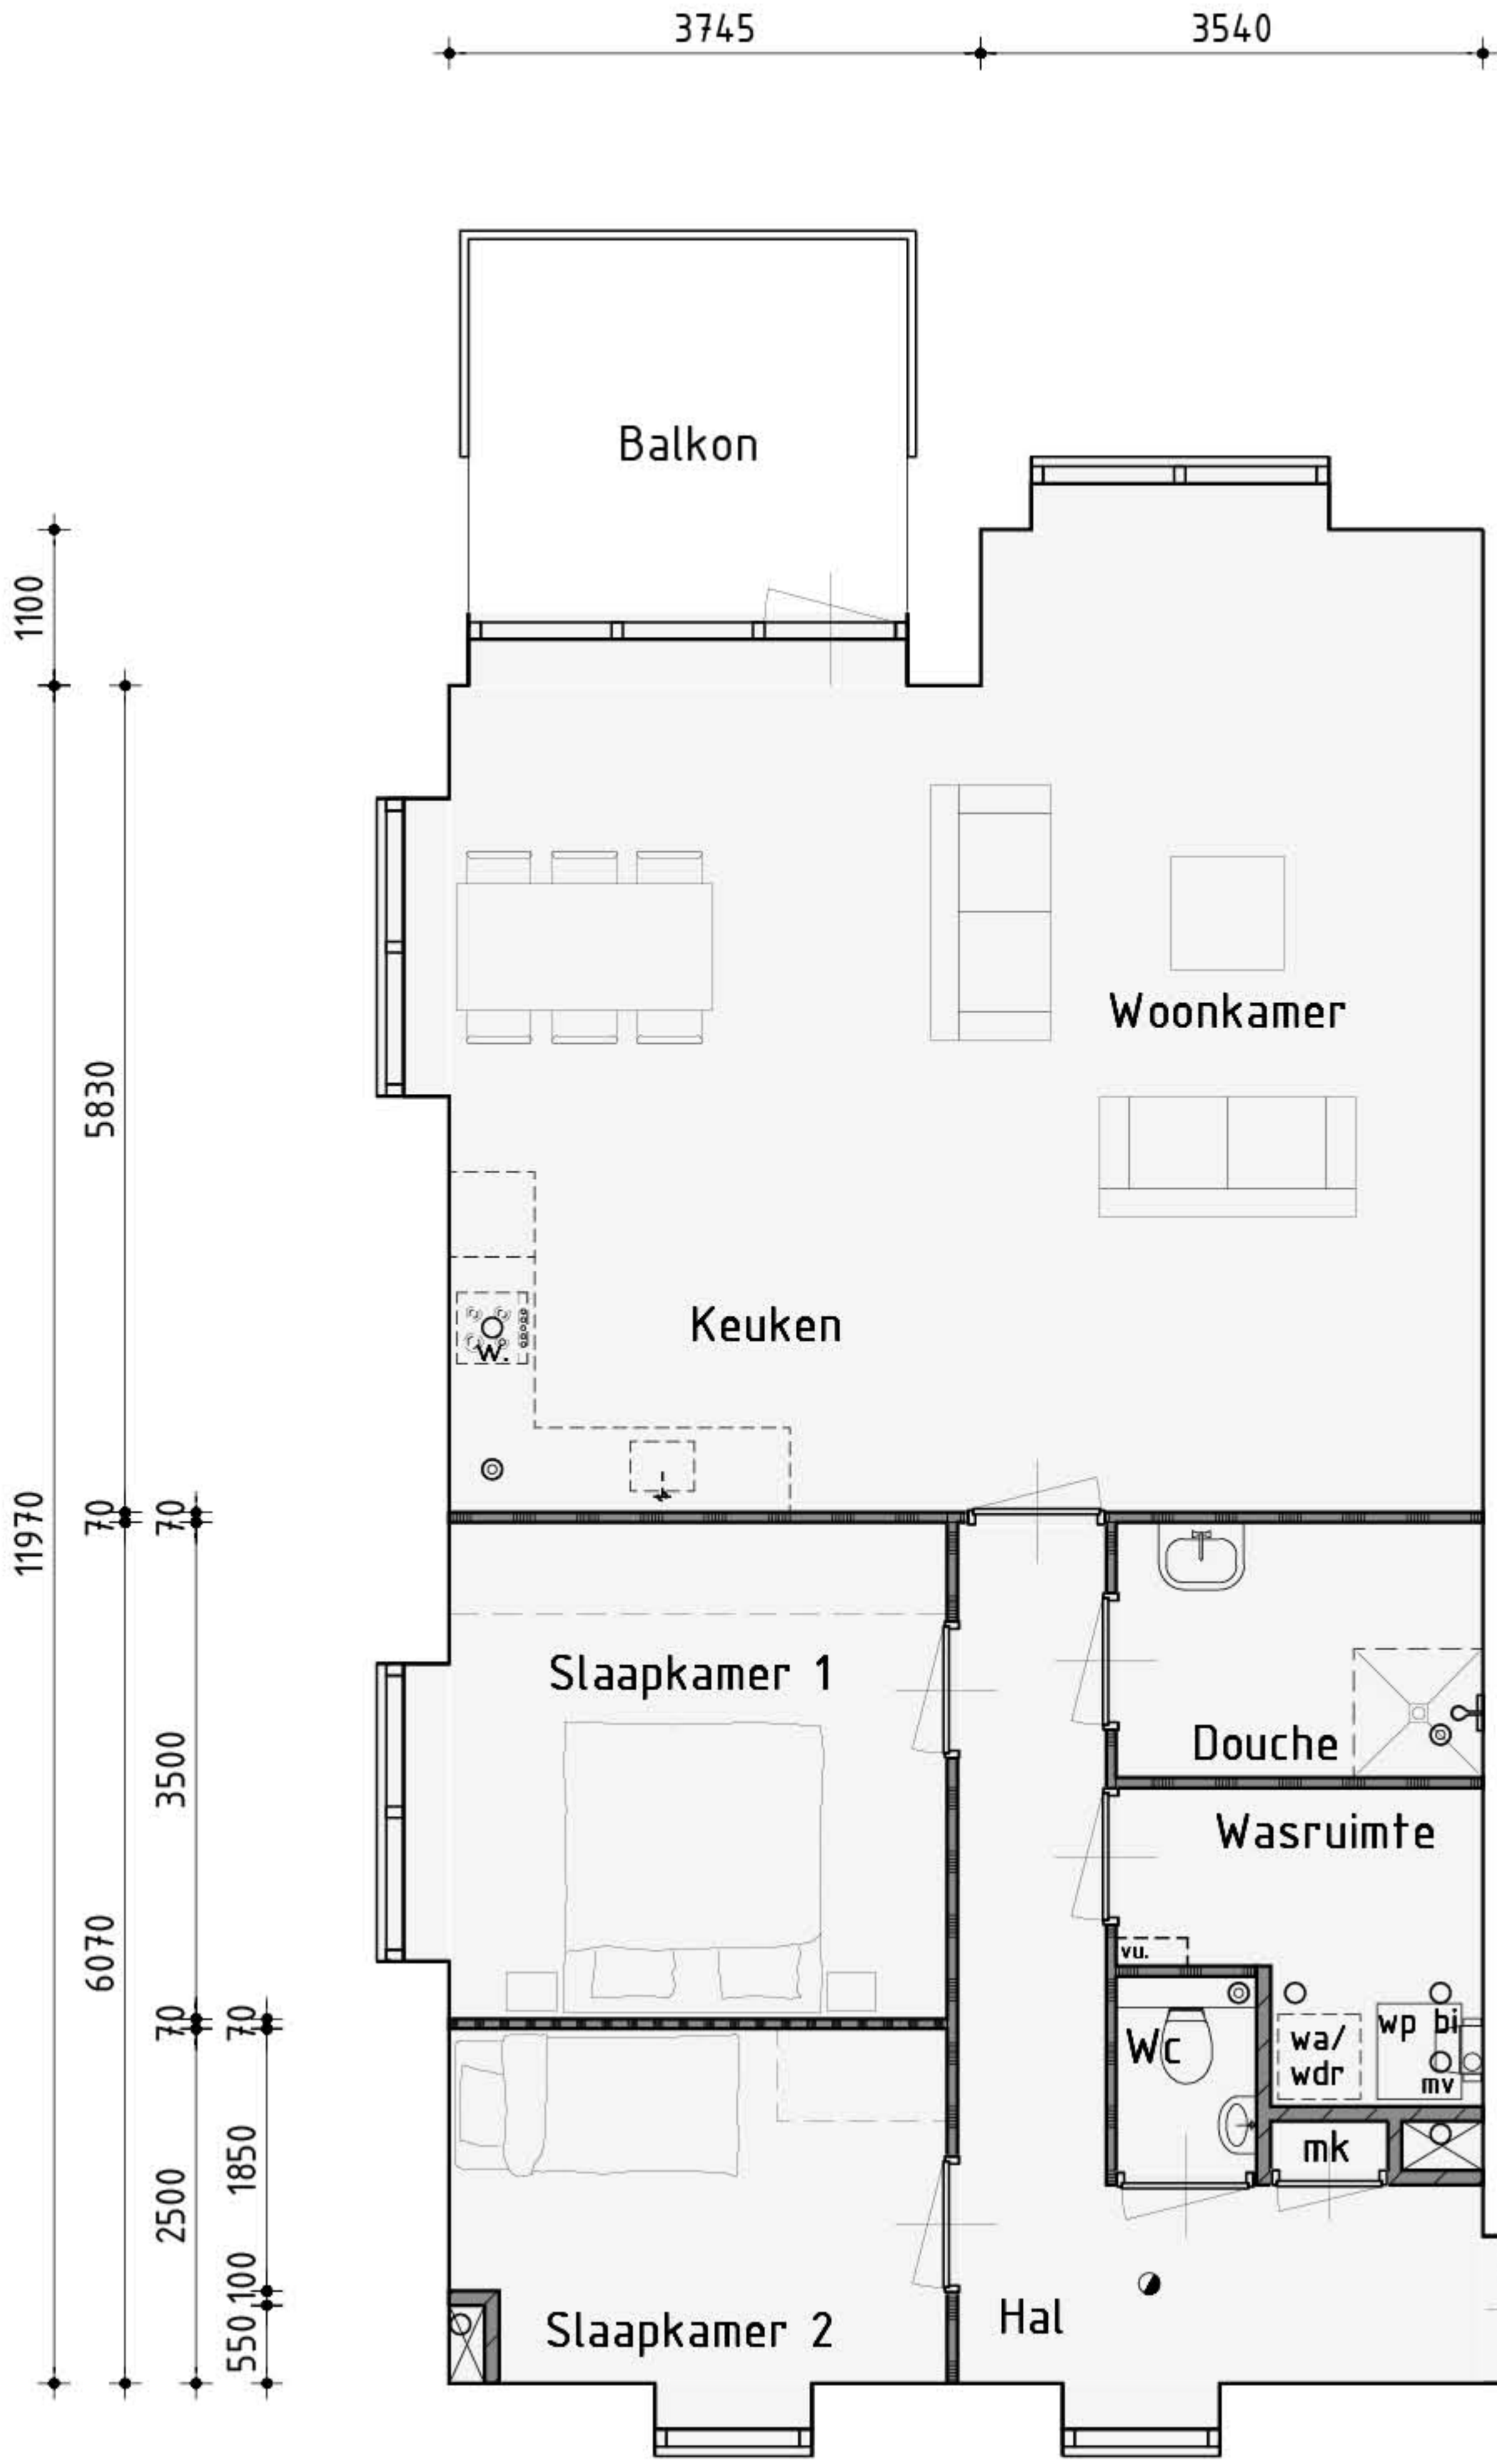 3745
3540
Balkon
1100
Woonkamer
5830
Keuken
w.
11970
70
70
Slaapkamer 1
Douche
3500
Wasruimte
6070
vu.
70
70
Wc
wa/
wdr
wp bi
mv
mk
1850
2500
100
Hal
550
Slaapkamer 2